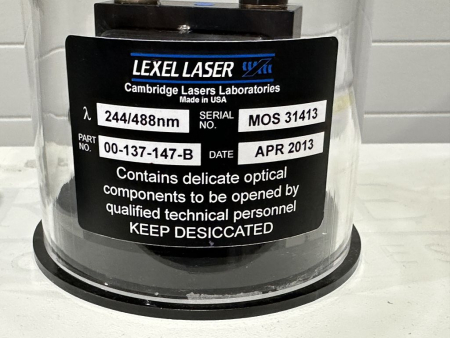 LEXEL LASER
Cambridge Lasers Laboratories
Made in USA
λ 244/488nm SERIAL NO. MOS 31413
PART NO. 00-137-147-B DATE APR 2013
Contains delicate optical
components to be opened by
qualified technical personnel
KEEP DESICCATED